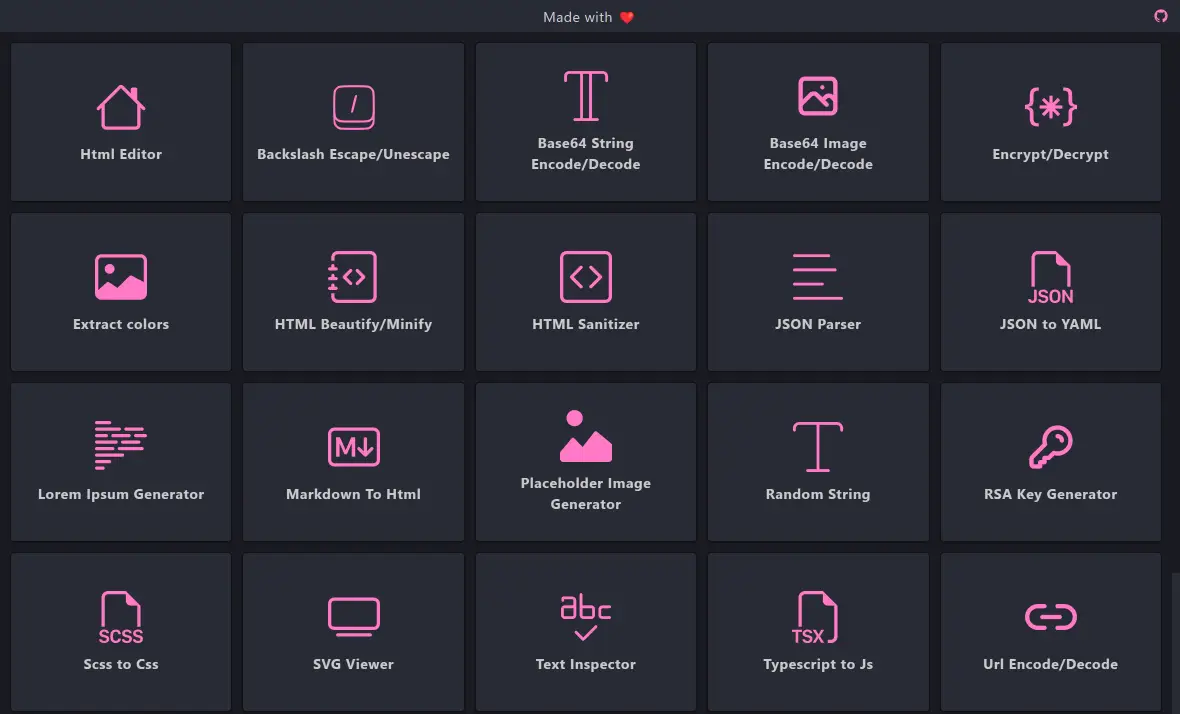 Made with ❤️
Html Editor
Backslash Escape/Unescape
Base64 String
Encode/Decode
Base64 Image
Encode/Decode
Encrypt/Decrypt
Extract colors
HTML Beautify/Minify
HTML Sanitizer
JSON Parser
JSON
JSON to YAML
Lorem Ipsum Generator
M
Markdown To Html
Placeholder Image
Generator
Random String
RSA Key Generator
SCSS
Scss to Css
SVG Viewer
abc
Text Inspector
TSX
Typescript to Js
Url Encode/Decode